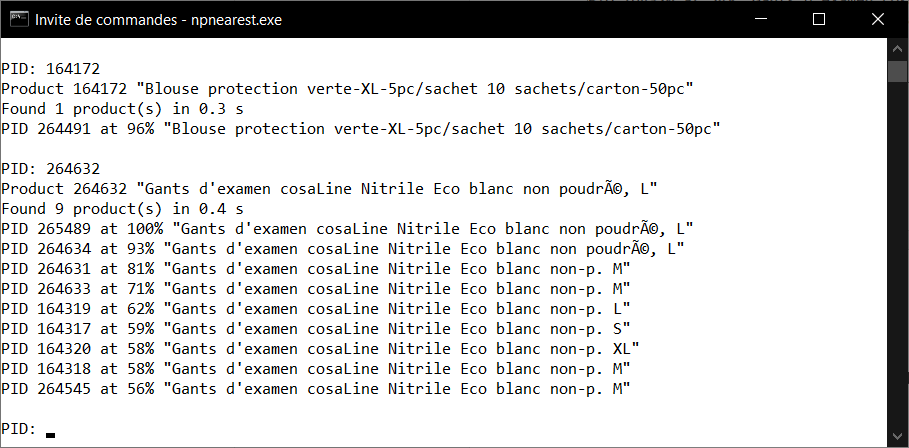 Invite de commandes - npnearest.exe
PID: 164172
Product 164172 "Blouse protection verte-XL-5pc/sachet 10 sachets/carton-50pc"
Found 1 product(s) in 0.3 s
PID 264491 at 96% "Blouse protection verte-XL-5pc/sachet 10 sachets/carton-50pc"
PID: 264632
Product 264632 "Gants d'examen cosaLine Nitrile Eco blanc non poudrÃ©, L"
Found 9 product(s) in 0.4 s
PID 265489 at 100% "Gants d'examen cosaLine Nitrile Eco blanc non poudrÃ©, L"
PID 264634 at 93% "Gants d'examen cosaLine Nitrile Eco blanc non poudrÃ©, L"
PID 264631 at 81% "Gants d'examen cosaLine Nitrile Eco blanc non-p. M"
PID 264633 at 71% "Gants d'examen cosaLine Nitrile Eco blanc non-p. M"
PID 164319 at 62% "Gants d'examen cosaLine Nitrile Eco blanc non-p. L"
PID 164317 at 59% "Gants d'examen cosaLine Nitrile Eco blanc non-p. S"
PID 164320 at 58% "Gants d'examen cosaLine Nitrile Eco blanc non-p. XL"
PID 164318 at 58% "Gants d'examen cosaLine Nitrile Eco blanc non-p. M"
PID 264545 at 56% "Gants d'examen cosaLine Nitrile Eco blanc non-p. M"
PID: